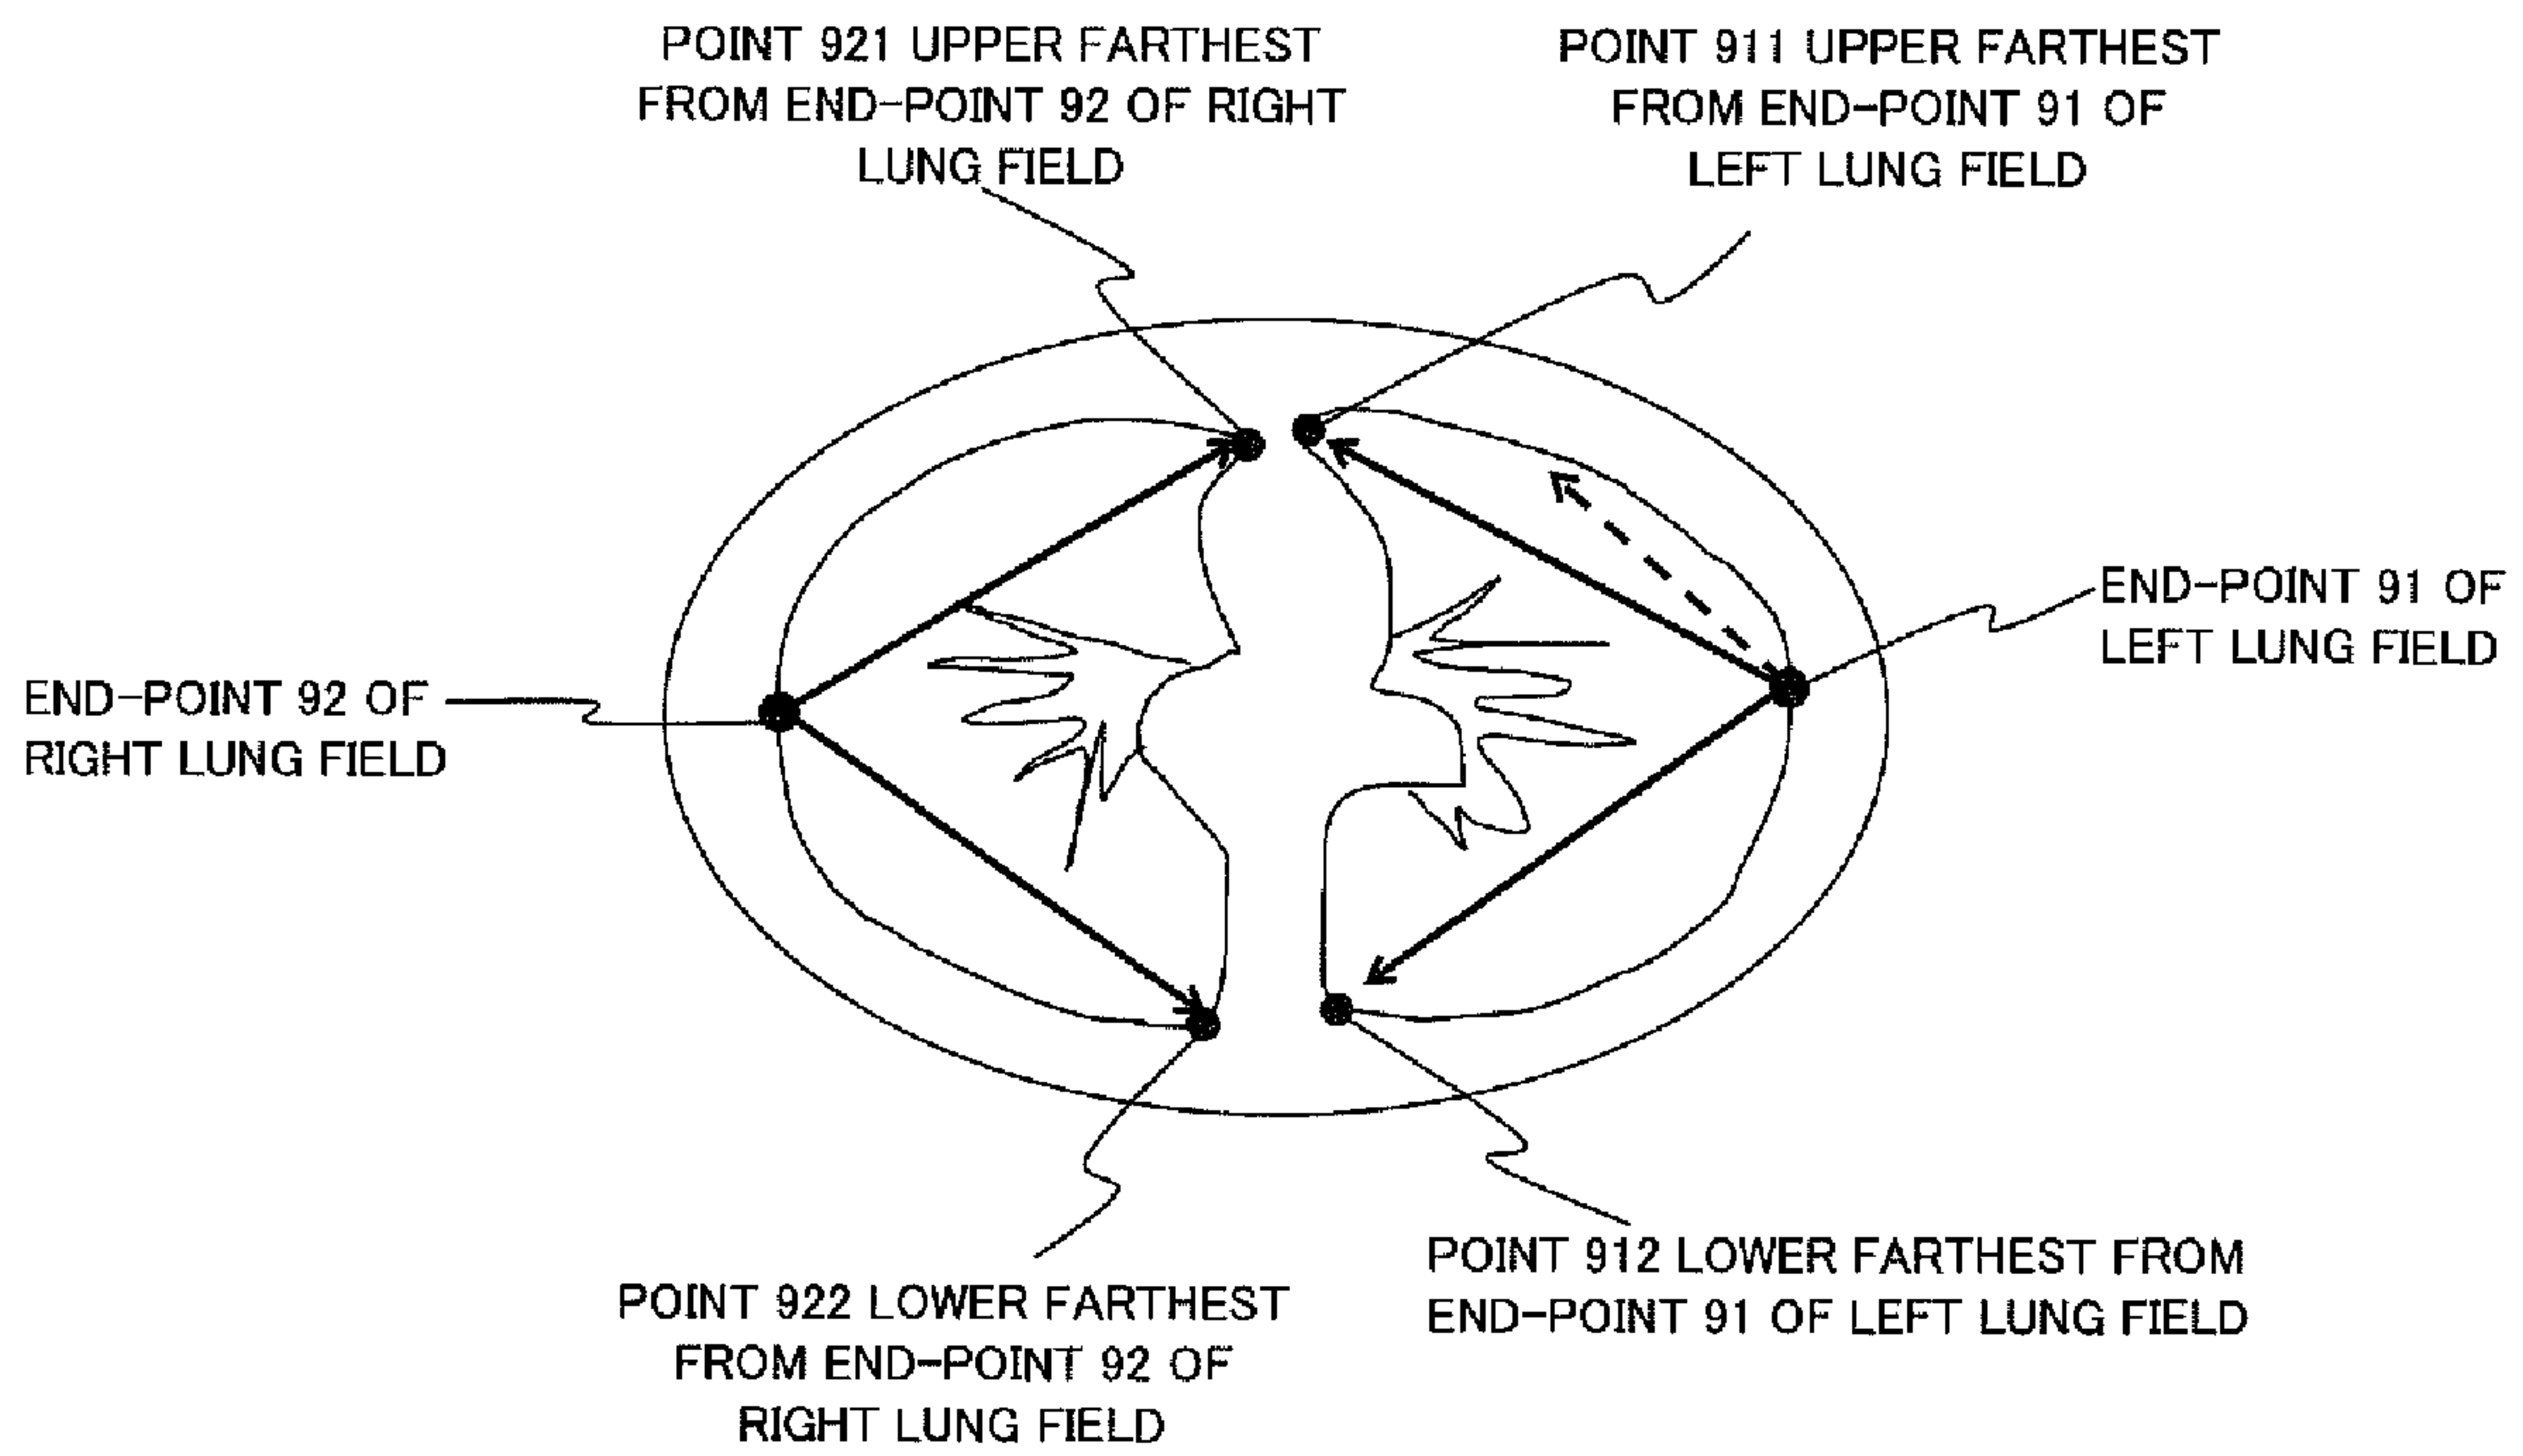 POINT 921 UPPER FARTHEST
FROM END-POINT 92 OF RIGHT
LUNG FIELD
POINT 911 UPPER FARTHEST
FROM END-POINT 91 OF
LEFT LUNG FIELD
END-POINT 91 OF
LEFT LUNG FIELD
END-POINT 92 OF
RIGHT LUNG FIELD
POINT 912 LOWER FARTHEST FROM
END-POINT 91 OF LEFT LUNG FIELD
POINT 922 LOWER FARTHEST
FROM END-POINT 92 OF
RIGHT LUNG FIELD